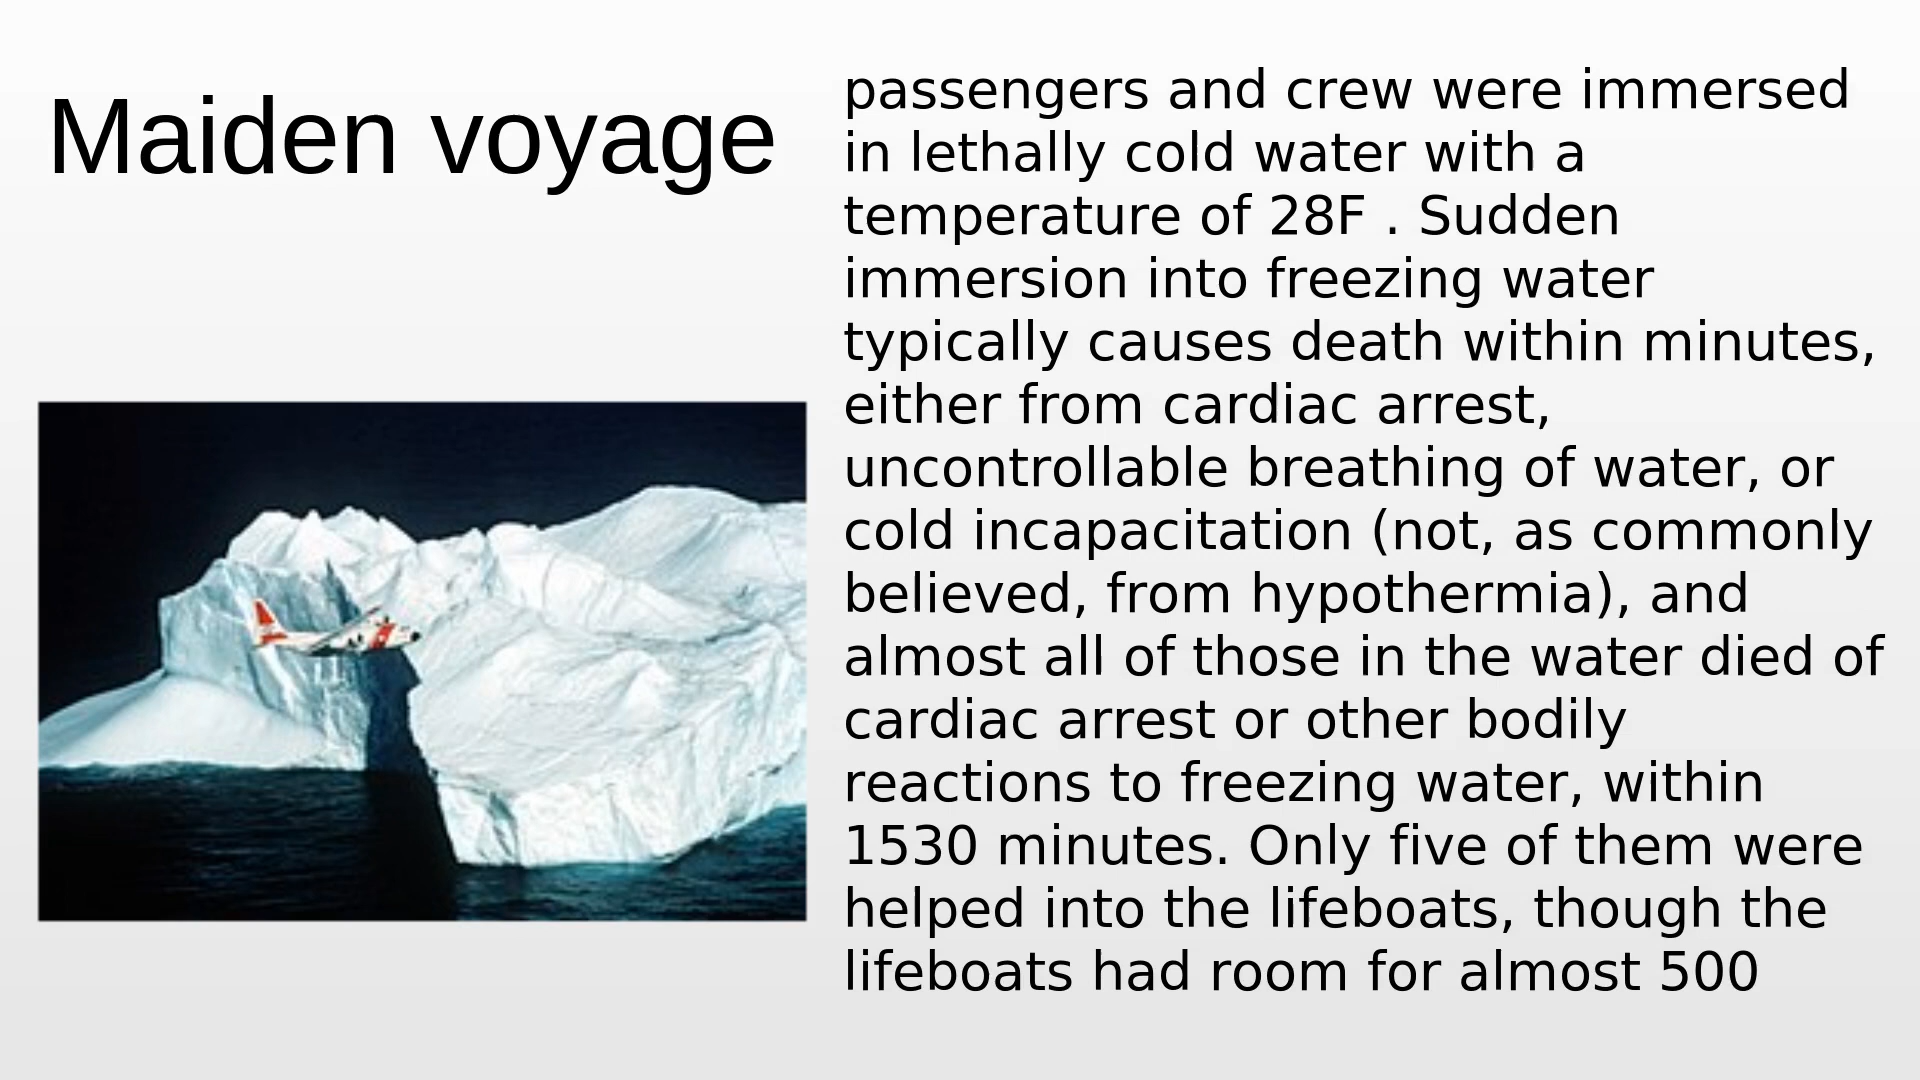 Maiden voyage
passengers and crew were immersed
in lethally cold water with a
temperature of 28F . Sudden
immersion into freezing water
typically causes death within minutes,
either from cardiac arrest,
uncontrollable breathing of water, or
cold incapacitation (not, as commonly
believed, from hypothermia), and
almost all of those in the water died of
cardiac arrest or other bodily
reactions to freezing water, within
1530 minutes. Only five of them were
helped into the lifeboats, though the
lifeboats had room for almost 500